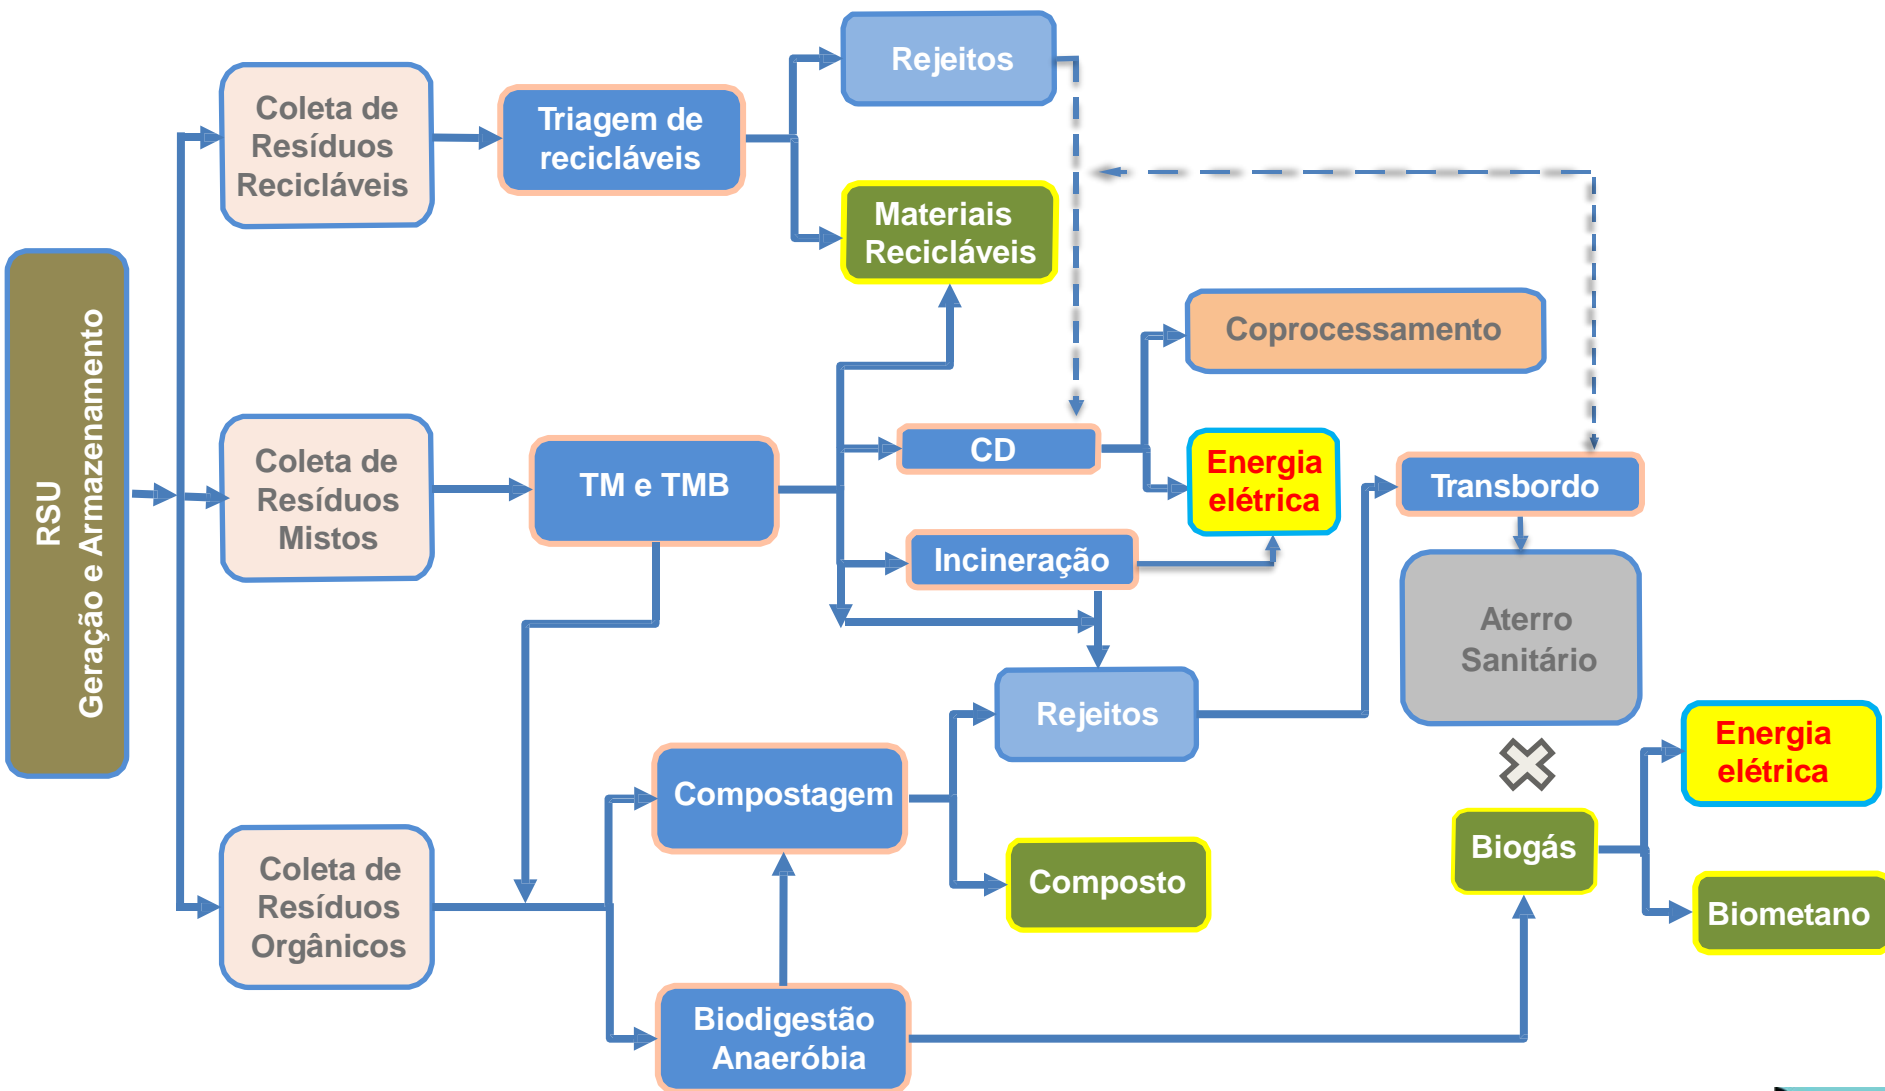 RSU
Geração e Armazenamento
Coleta de
Resíduos
Recicláveis
Triagem de
recicláveis
Rejeitos
Materiais
Recicláveis
Coleta de
Resíduos
Mistos
TM e TMB
CD
Coprocessamento
Energia
elétrica
Incineração
Transbordo
Aterro
Sanitário
Rejeitos
Coleta de
Resíduos
Orgânicos
Compostagem
Composto
Biodigestão
Anaeróbia
Biogás
Energia
elétrica
Biometano